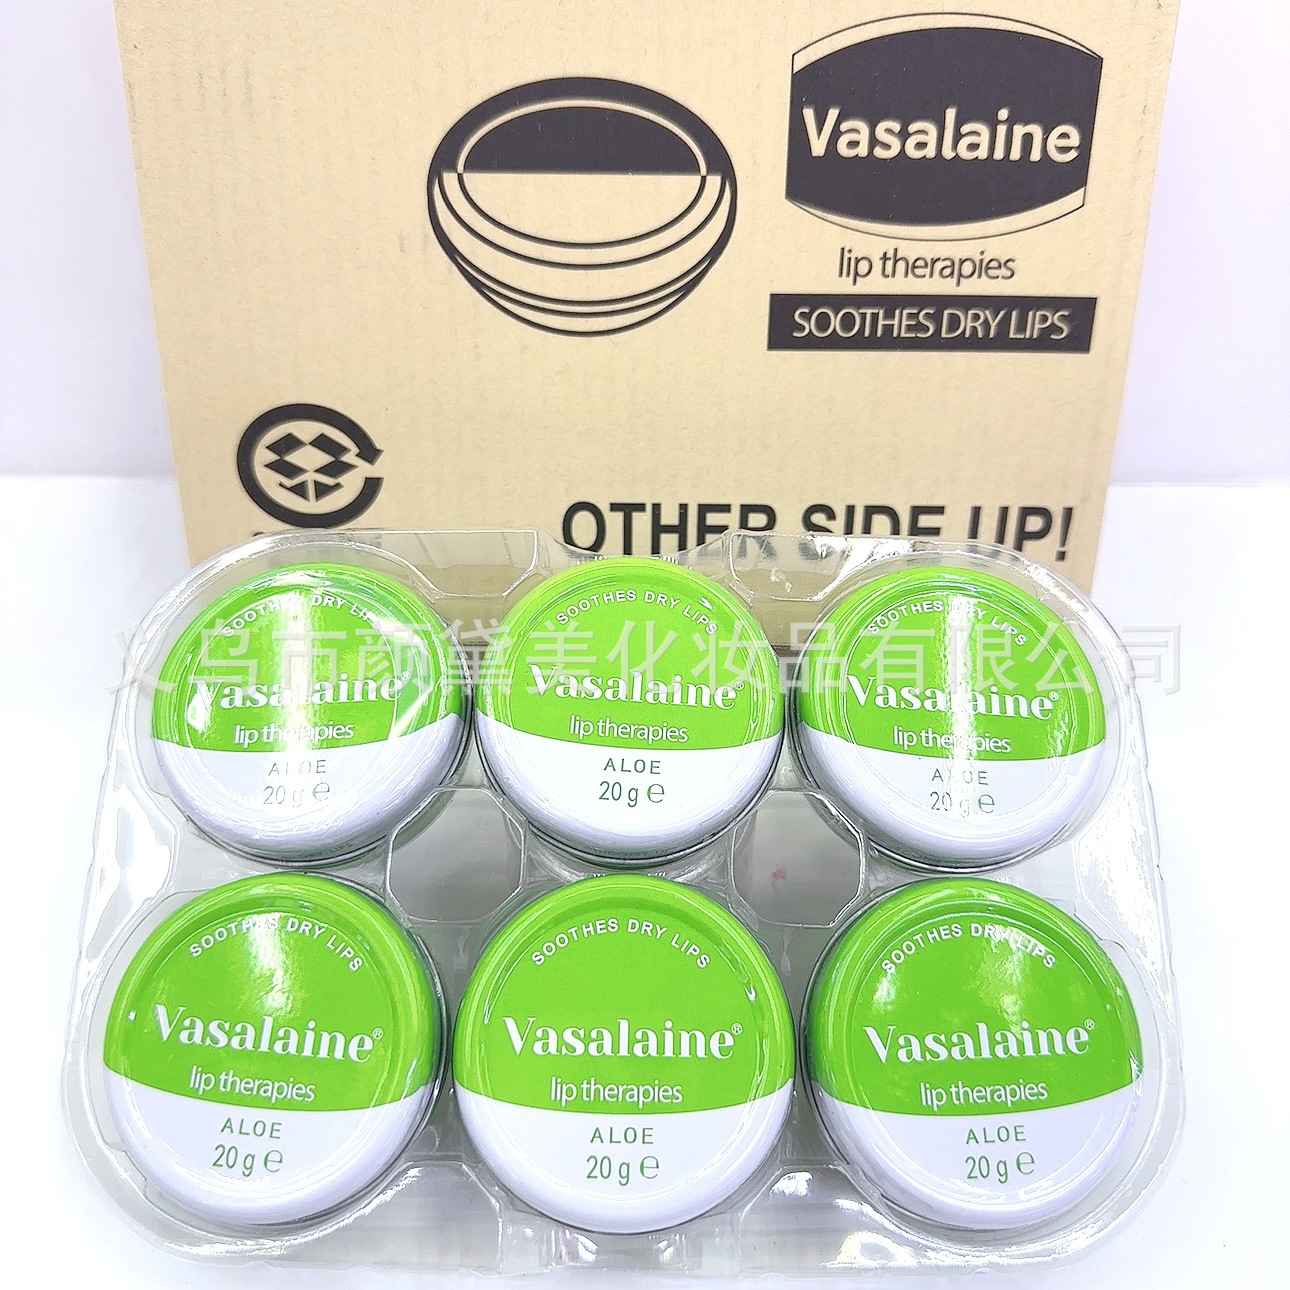 Vasalaine
lip therapies
SOOTHES DRY LIPS
OTHER SIDE UP!
义乌市颜黛美化妆品有限公司
SOOTHES DRY LIPS
Vasalaine®
lip therapies
ALOE
20 g ℮
SOOTHES DRY LIPS
Vasalaine®
lip therapies
ALOE
20 g ℮
SOOTHES DRY LIPS
Vasalaine®
lip therapies
ALOE
20 g ℮
SOOTHES DRY LIPS
Vasalaine®
lip therapies
ALOE
20 g ℮
SOOTHES DRY LIPS
Vasalaine®
lip therapies
ALOE
20 g ℮
SOOTHES DRY LIPS
Vasalaine®
lip therapies
ALOE
20 g ℮